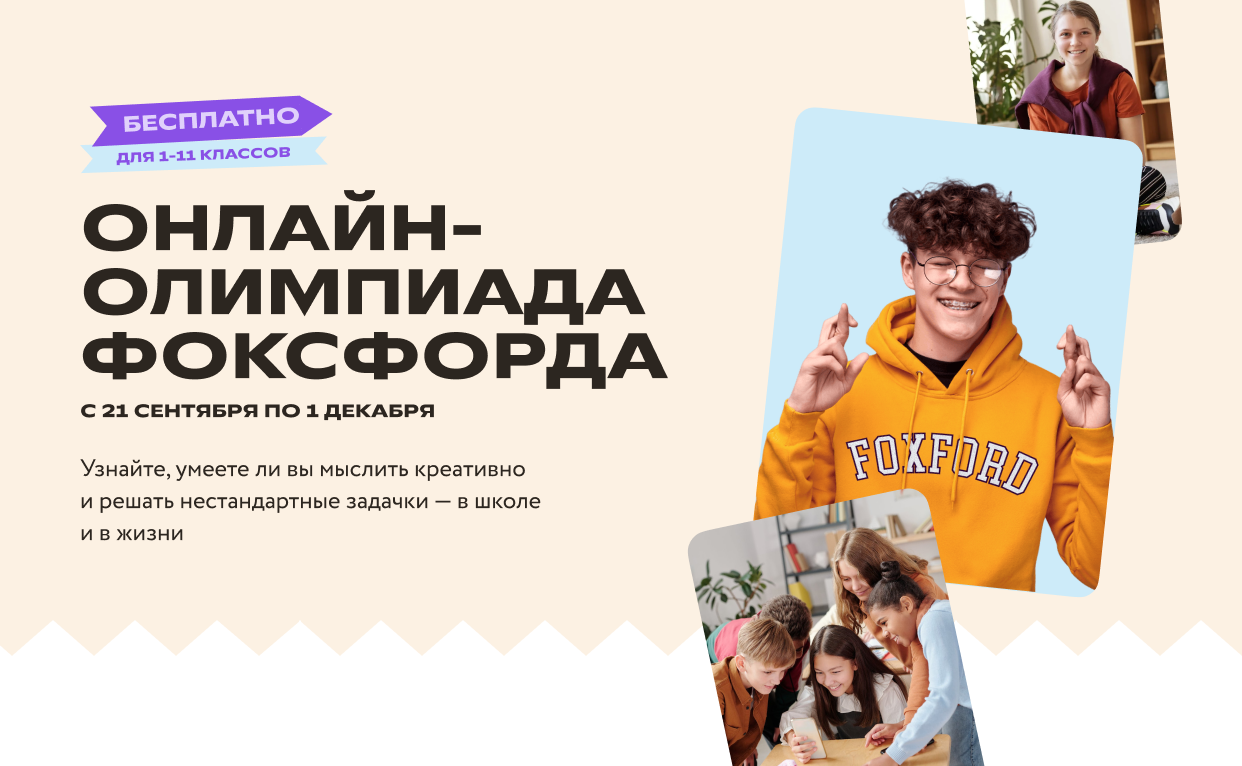 БЕСПЛАТНО
ДЛЯ 1-11 КЛАССОВ
ОНЛАЙН-
ОЛИМПИАДА
ФОКСФОРДА
С 21 СЕНТЯБРЯ ПО 1 ДЕКАБРЯ
Узнайте, умеете ли вы мыслить креативно
и решать нестандартные задачки — в школе
и в жизни
FOXFORD